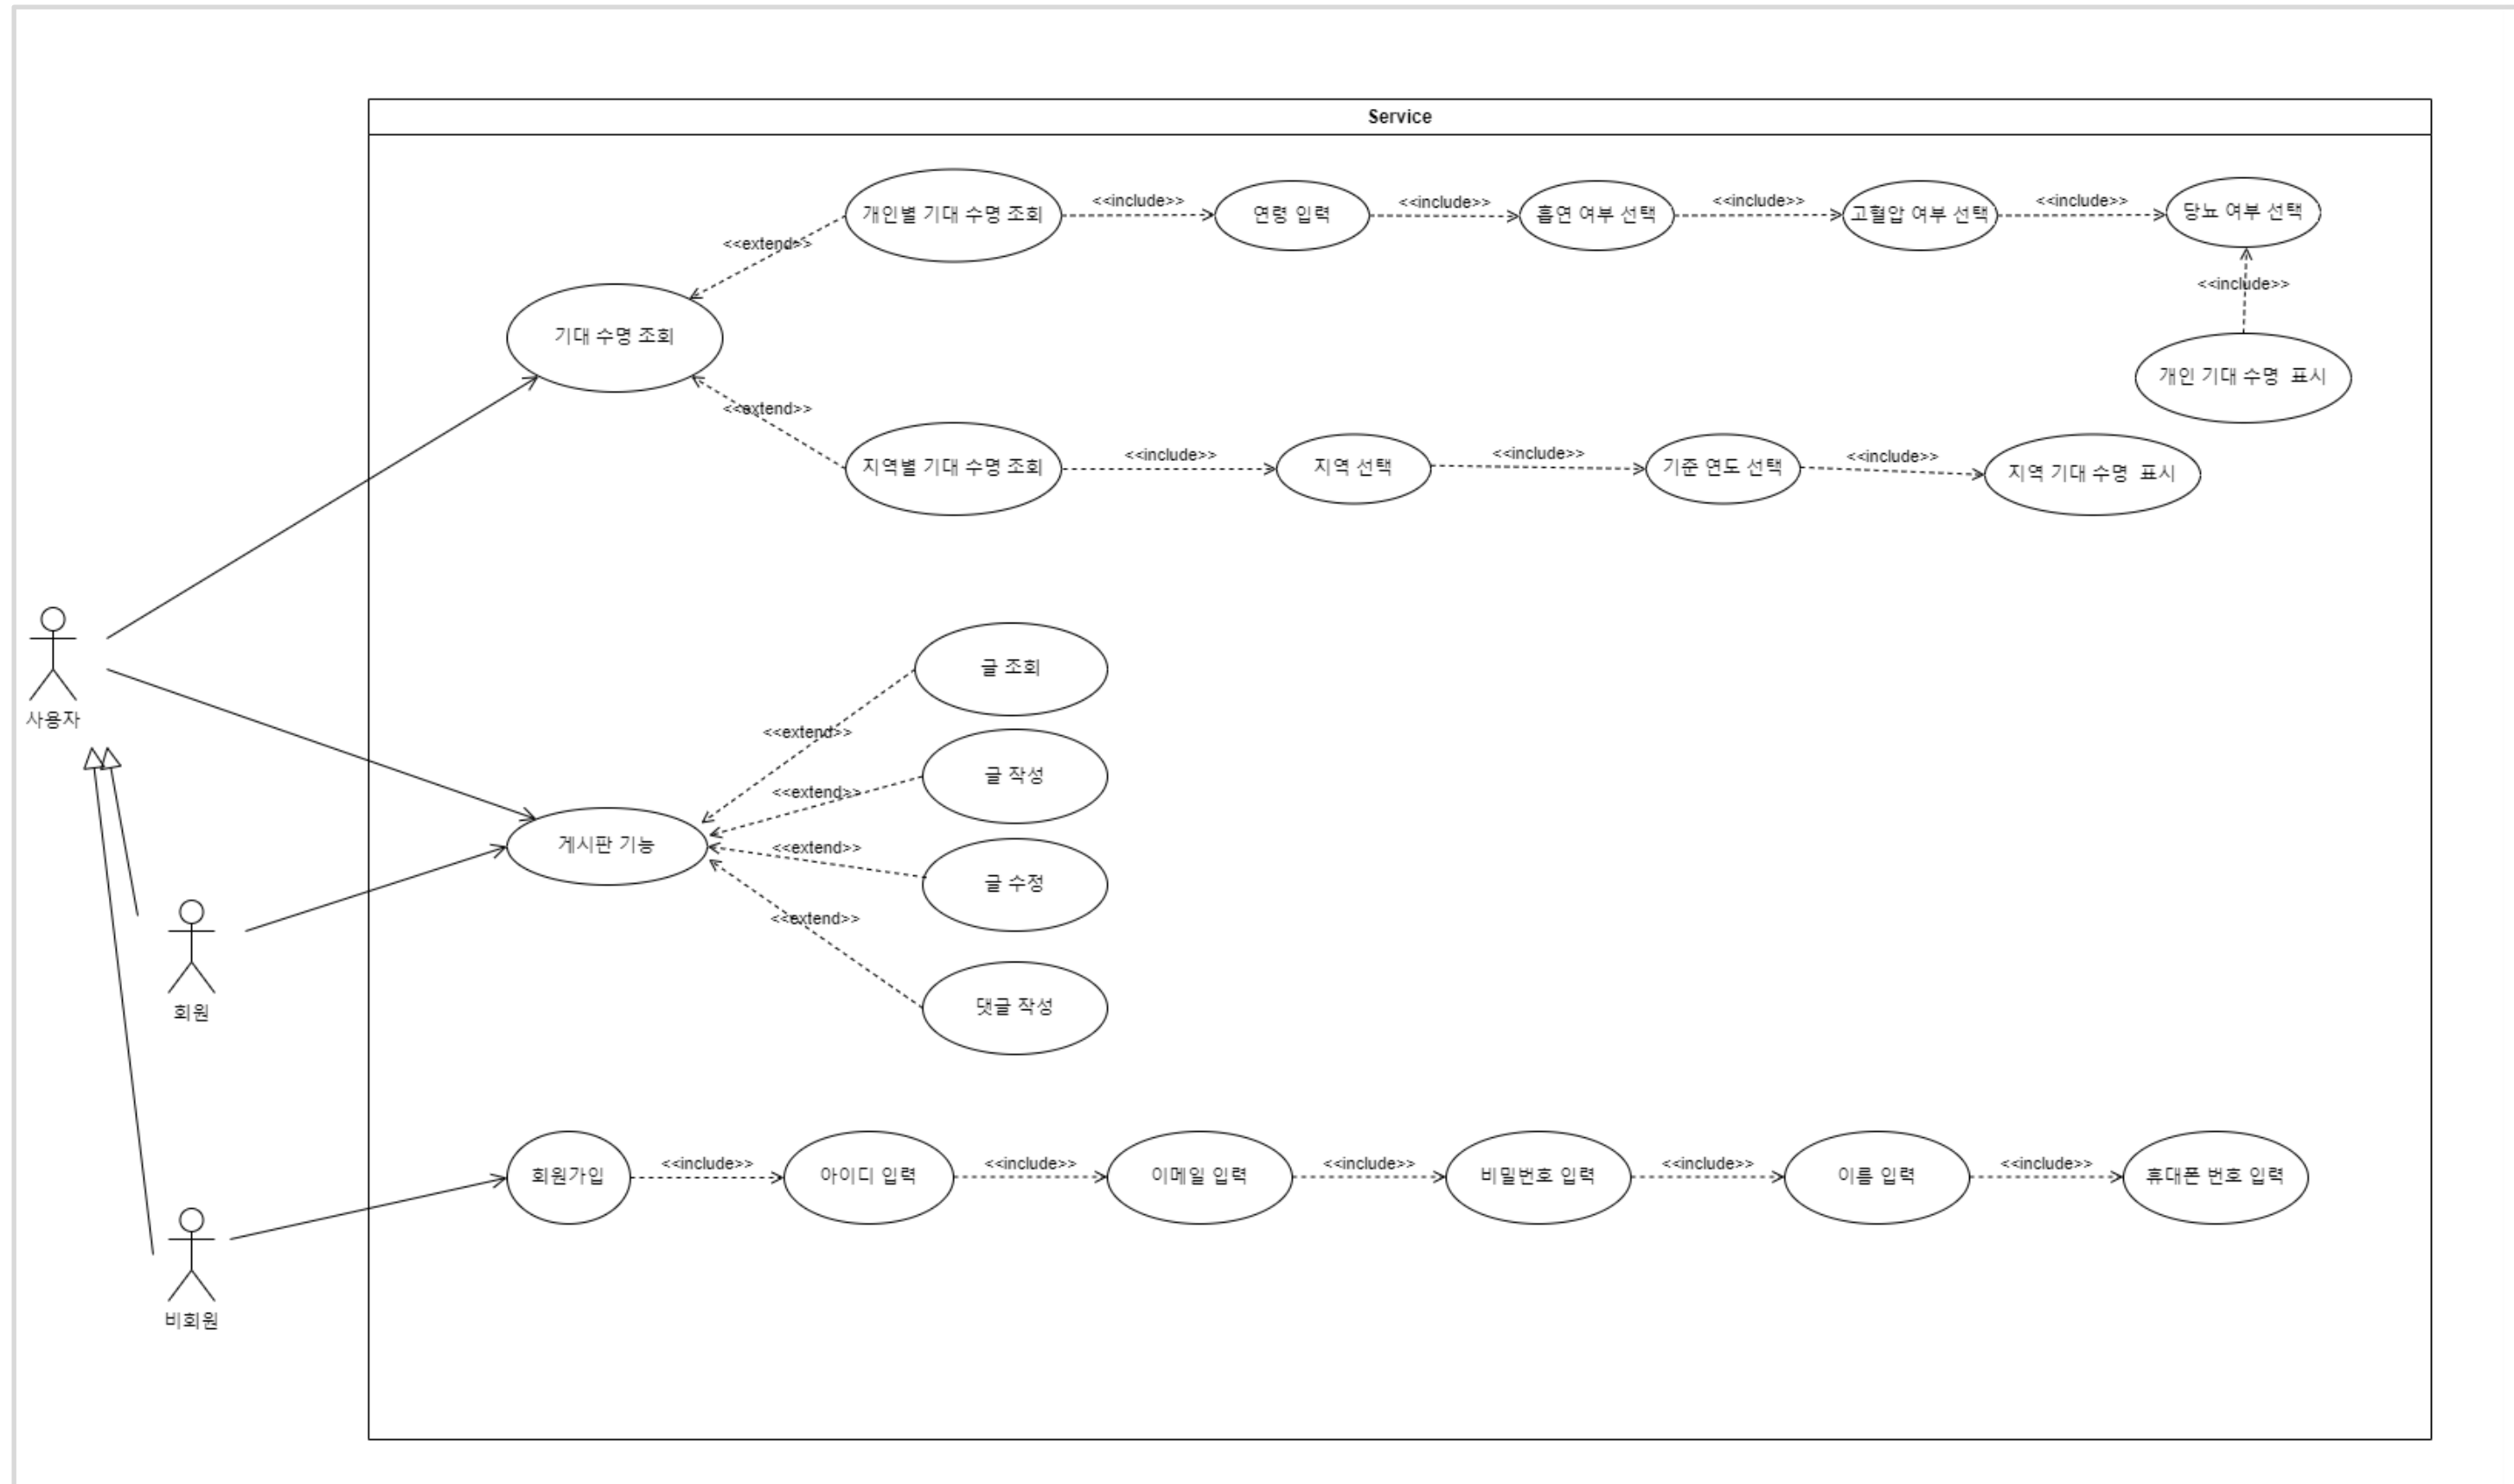 Service
개인별 기대 수명 조회
<<include>>
연령 입력
<<include>>
흡연 여부 선택
<<include>>
고혈압 여부 선택
<<include>>
당뇨 여부 선택
<<extend>>
<<include>>
기대 수명 조회
개인 기대 수명 표시
<<extend>>
지역별 기대 수명 조회
<<include>>
지역 선택
<<include>>
기준 연도 선택
<<include>>
지역 기대 수명 표시
사용자
글 조회
<<extend>>
글 작성
<<extend>>
게시판 기능
<<extend>>
글 수정
<<extend>>
댓글 작성
회원
회원가입
<<include>>
아이디 입력
<<include>>
이메일 입력
<<include>>
비밀번호 입력
<<include>>
이름 입력
<<include>>
휴대폰 번호 입력
비회원